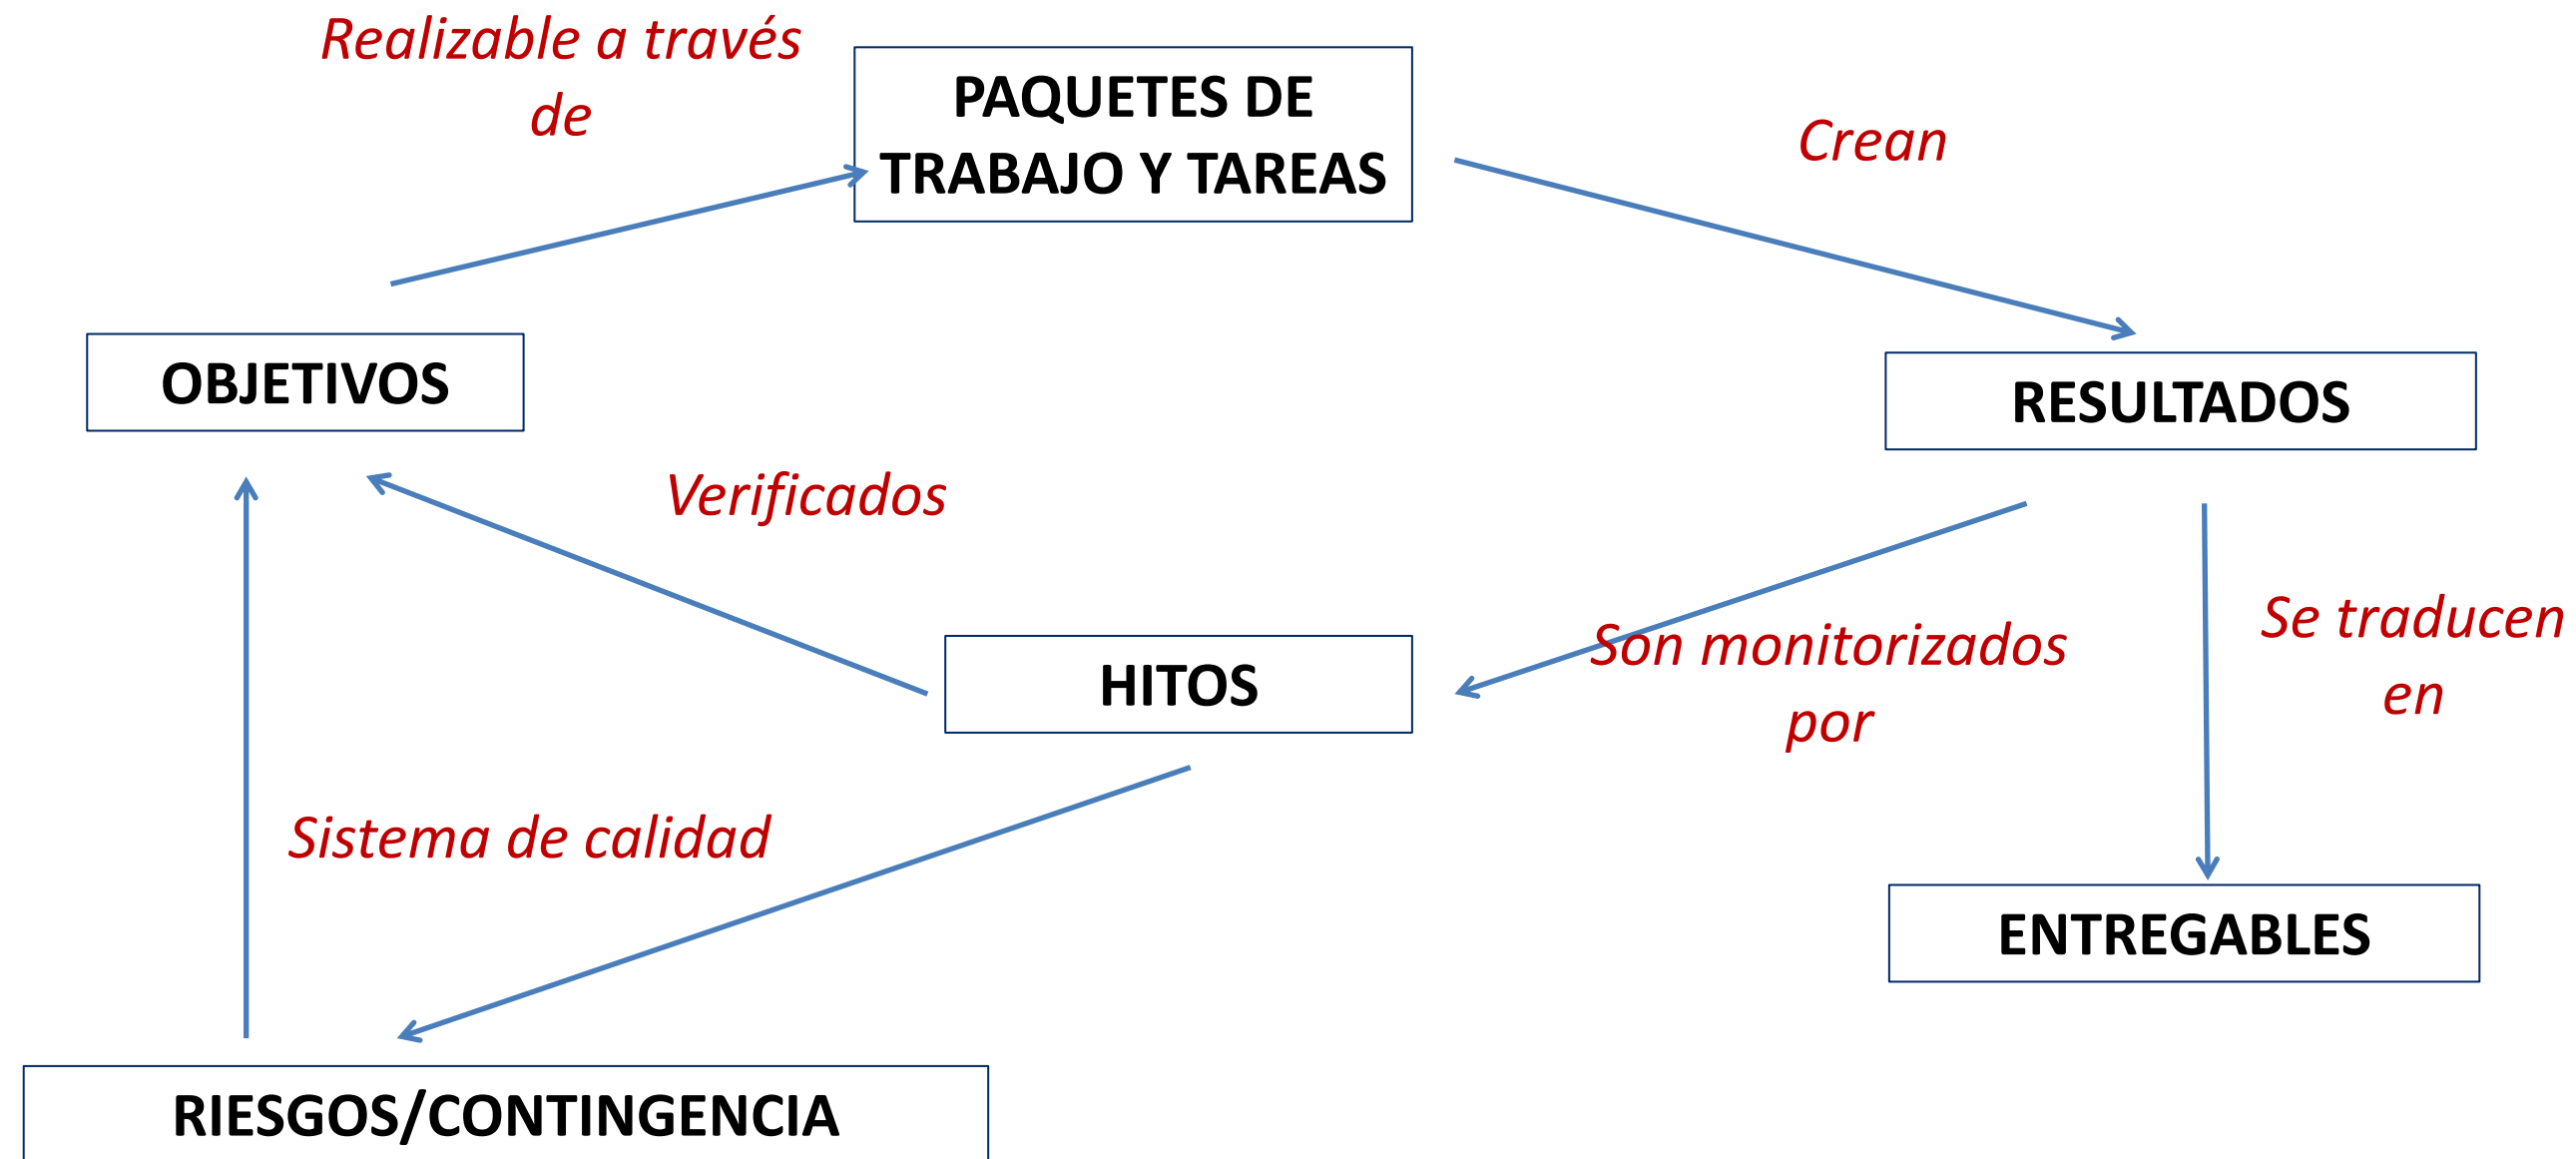 Realizable a través
de
PAQUETES DE
TRABAJO Y TAREAS
Crean
OBJETIVOS
RESULTADOS
Verificados
Son monitorizados
por
Se traducen
en
HITOS
Sistema de calidad
ENTREGABLES
RIESGOS/CONTINGENCIA